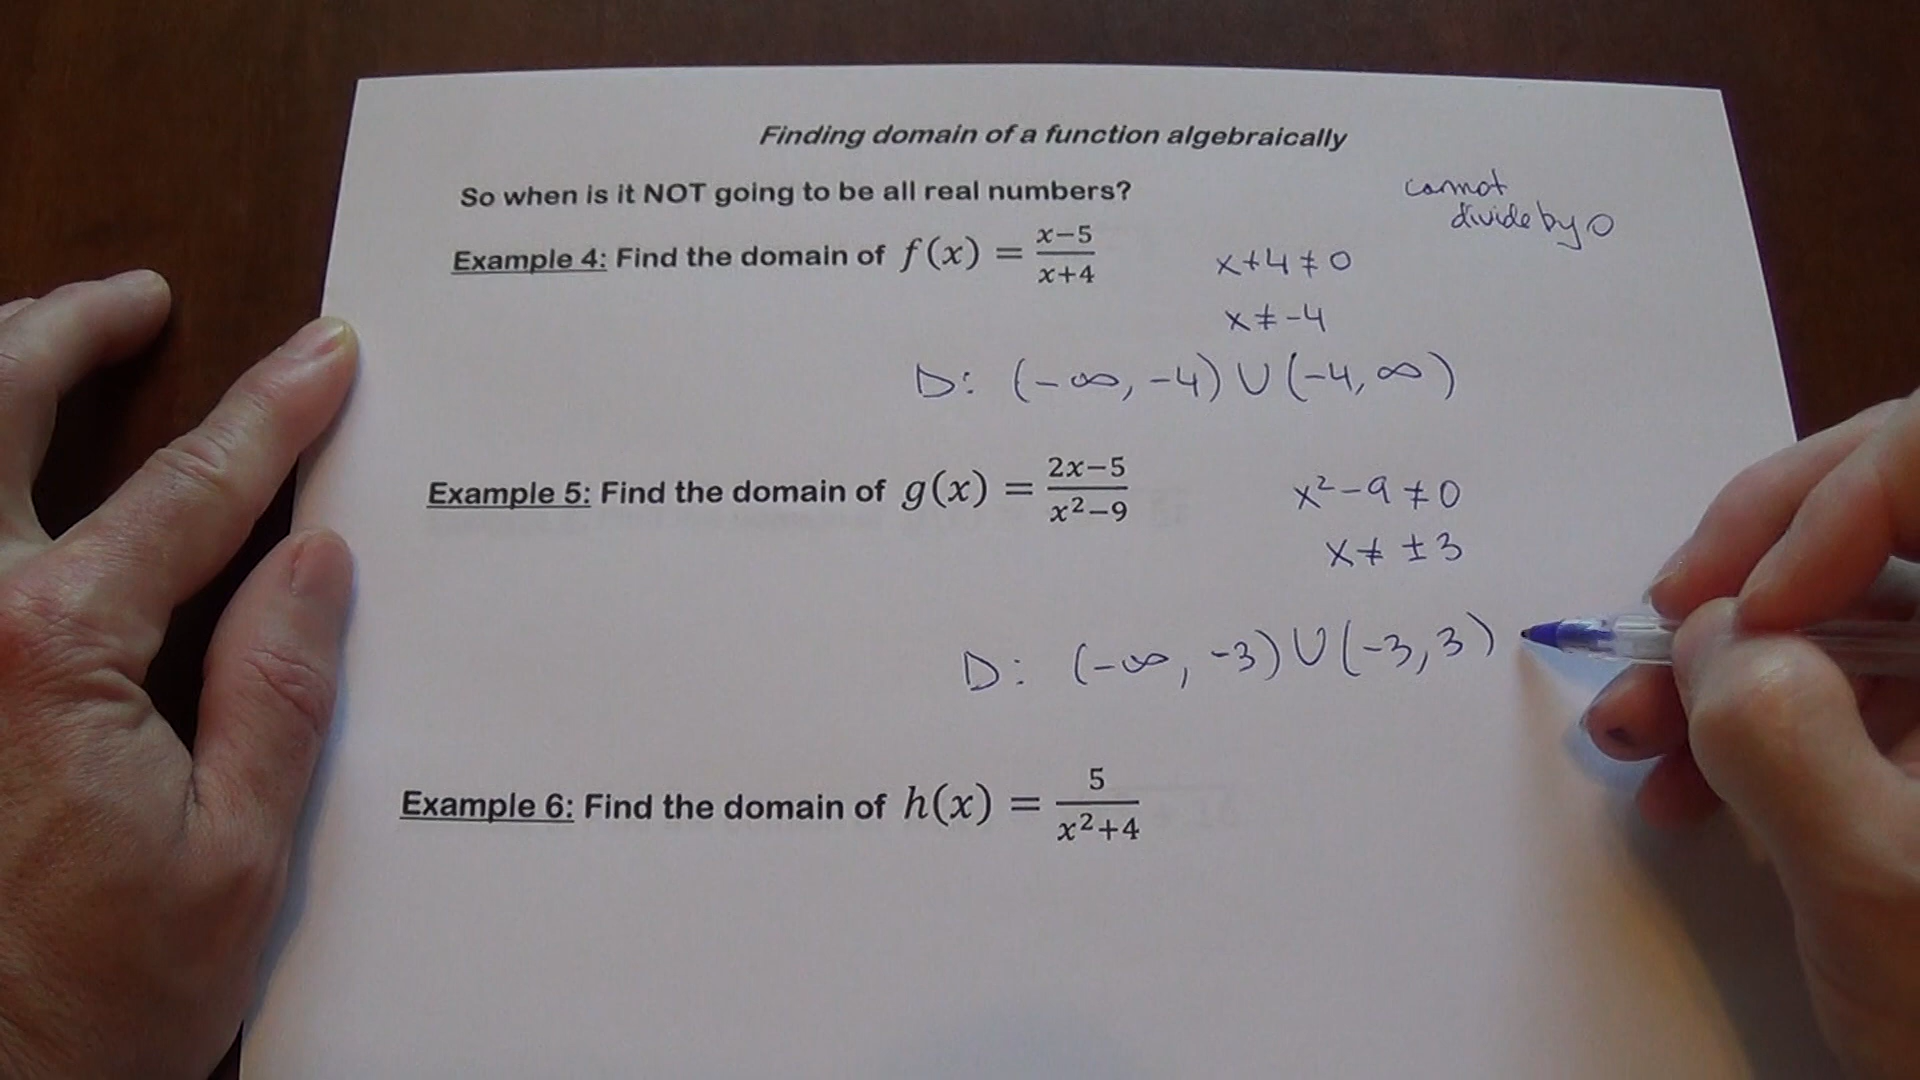 Finding domain of a function algebraically
So when is it NOT going to be all real numbers?
cannot
divide by 0
Example 4: Find the domain of f(x) = x−5/x+4
x+4≠0
x≠-4
D: (-∞, -4) ∪ (-4, ∞)
Example 5: Find the domain of g(x) = 2x−5/x²−9
x²-9≠0
x≠ ±3
D: (-∞, -3) ∪ (-3, 3)
Example 6: Find the domain of h(x) = 5/x²+4